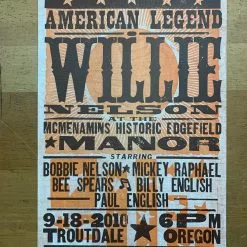 AMERICAN LEGEND
WILLIE
NELSON
AT THE
MCMENAMINS HISTORIC EDGEFIELD
★MANOR
STARRING
BOBBIE NELSON★MICKEY RAPHAEL
BEE SPEARS BILLY ENGLISH
PAUL ENGLISH
9-18-2010★6PM
TROUTDALE OREGON